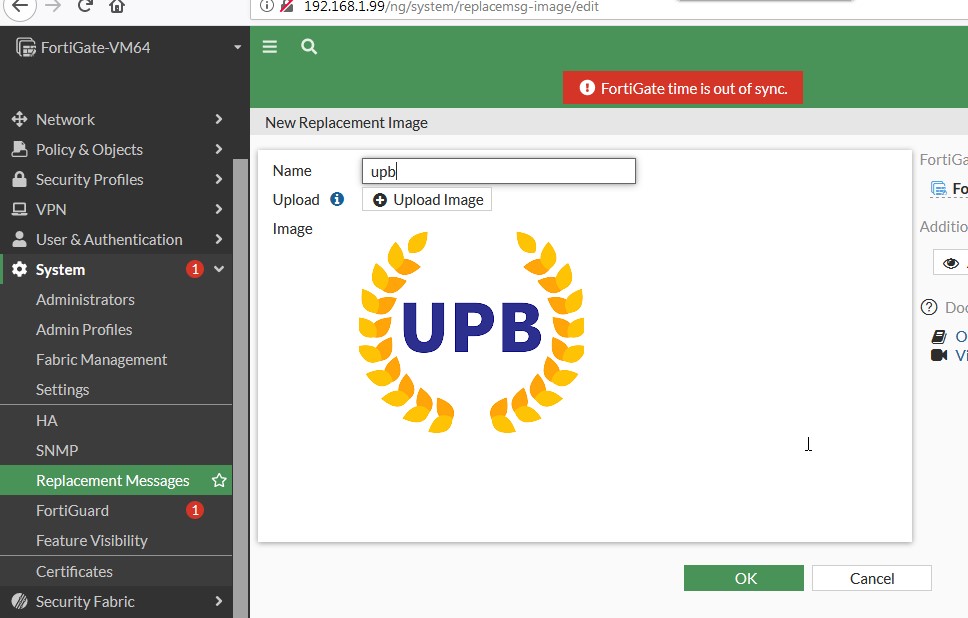 192.168.1.99/ng/system/replacemsg-image/edit
FortiGate-VM64
FortiGate time is out of sync.
Network
Policy & Objects
Security Profiles
VPN
User & Authentication
System 1
Administrators
Admin Profiles
Fabric Management
Settings
HA
SNMP
Replacement Messages
FortiGuard 1
Feature Visibility
Certificates
Security Fabric
New Replacement Image
Name upb
Upload Upload Image
Image
UPB
OK Cancel
FortiGa
Fo
Additio
Doc
O
Vi